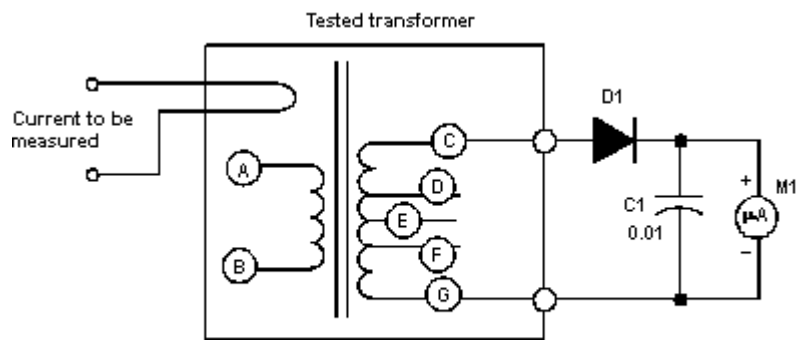 Tested transformer
Current to be
measured
A
B
C
D
E
F
G
D1
C1
0.01
+
μA
−
M1